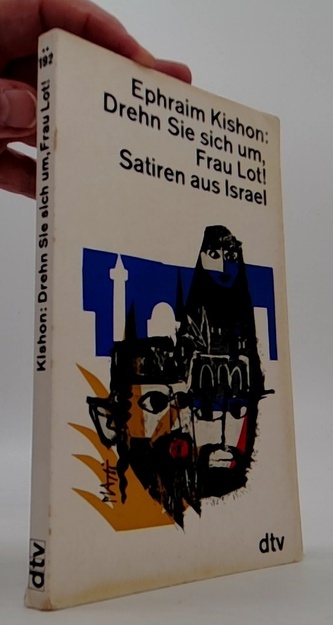 Ephraim Kishon:
Drehn Sie sich um,
Frau Lot!
Satiren aus Israel
dtv
192
Kishon: Drehn Sie sich um, Frau Lot!
dtv